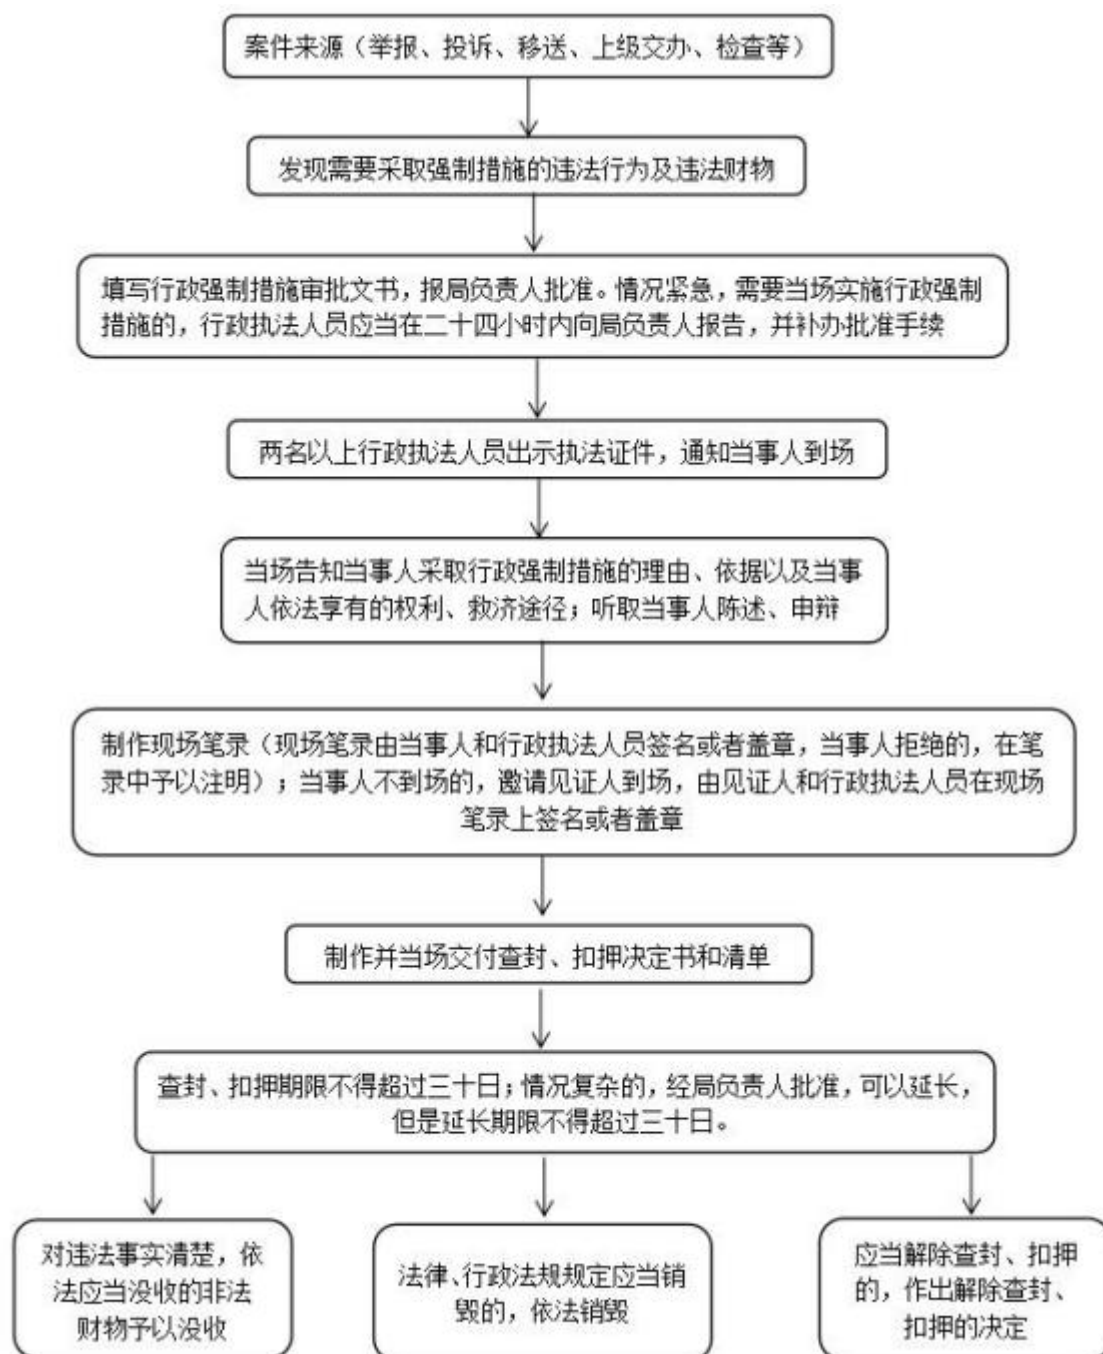 案件来源（举报、投诉、移送、上级交办、检查等）
发现需要采取强制措施的违法行为及违法财物
填写行政强制措施审批文书，报局负责人批准。情况紧急，需要当场实施行政强制
措施的，行政执法人员应当在二十四小时内向局负责人报告，并补办批准手续
两名以上行政执法人员出示执法证件，通知当事人到场
当场告知当事人采取行政强制措施的理由、依据以及当事
人依法享有的权利、救济途径；听取当事人陈述、申辩
制作现场笔录（现场笔录由当事人和行政执法人员签名或者盖章，当事人拒绝的，在笔
录中予以注明）；当事人不到场的，邀请见证人到场，由见证人和行政执法人员在现场
笔录上签名或者盖章
制作并当场交付查封、扣押决定书和清单
查封、扣押期限不得超过三十日；情况复杂的，经局负责人批准，可以延长，
但是延长期限不得超过三十日。
对违法事实清楚，依
法应当没收的非法
财物予以没收
法律、行政法规规定应当销
毁的，依法销毁
应当解除查封、扣押
的，作出解除查封、
扣押的决定